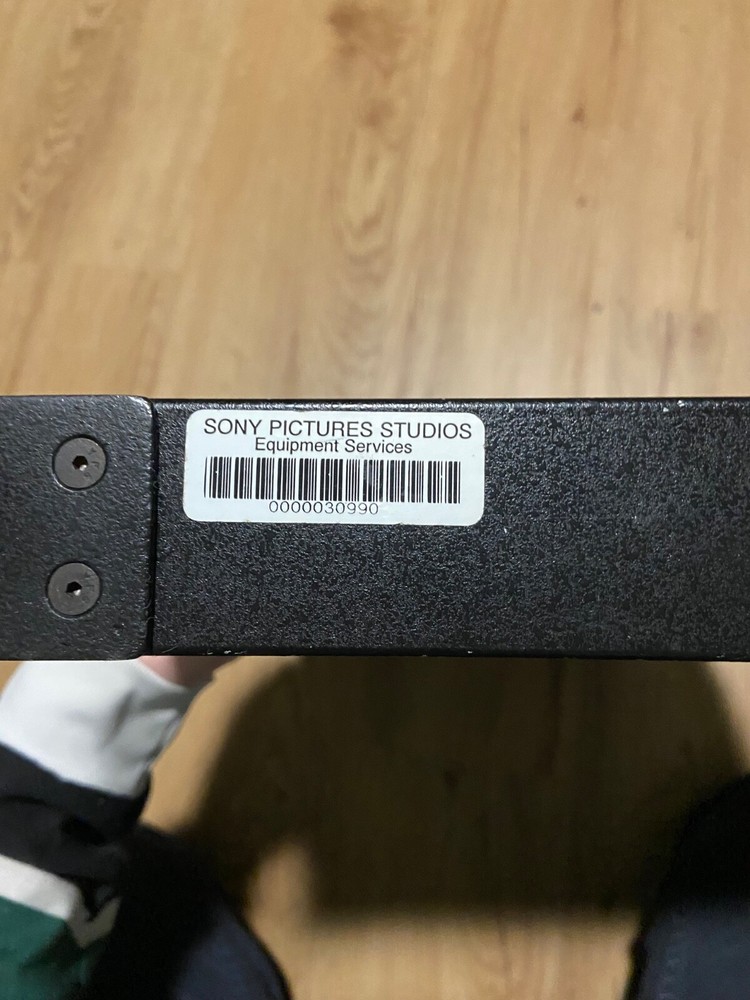 SONY PICTURES STUDIOS
Equipment Services
0000030990